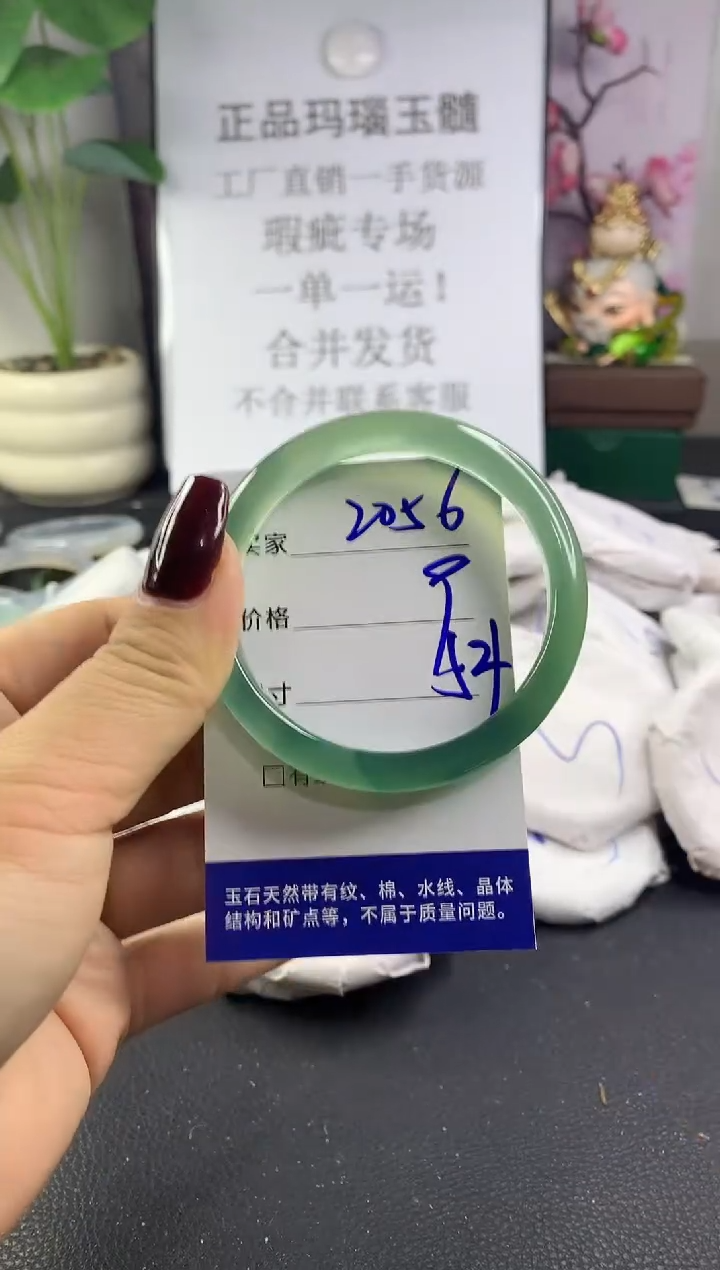 正品玛瑙玉髓
工厂直销一手货源
瑕疵专场
一单一运！
合并发货
不合并联系客服
买家 2056
价格
寸 54
□有
玉石天然带有纹、棉、水线、晶体
结构和矿点等，不属于质量问题。